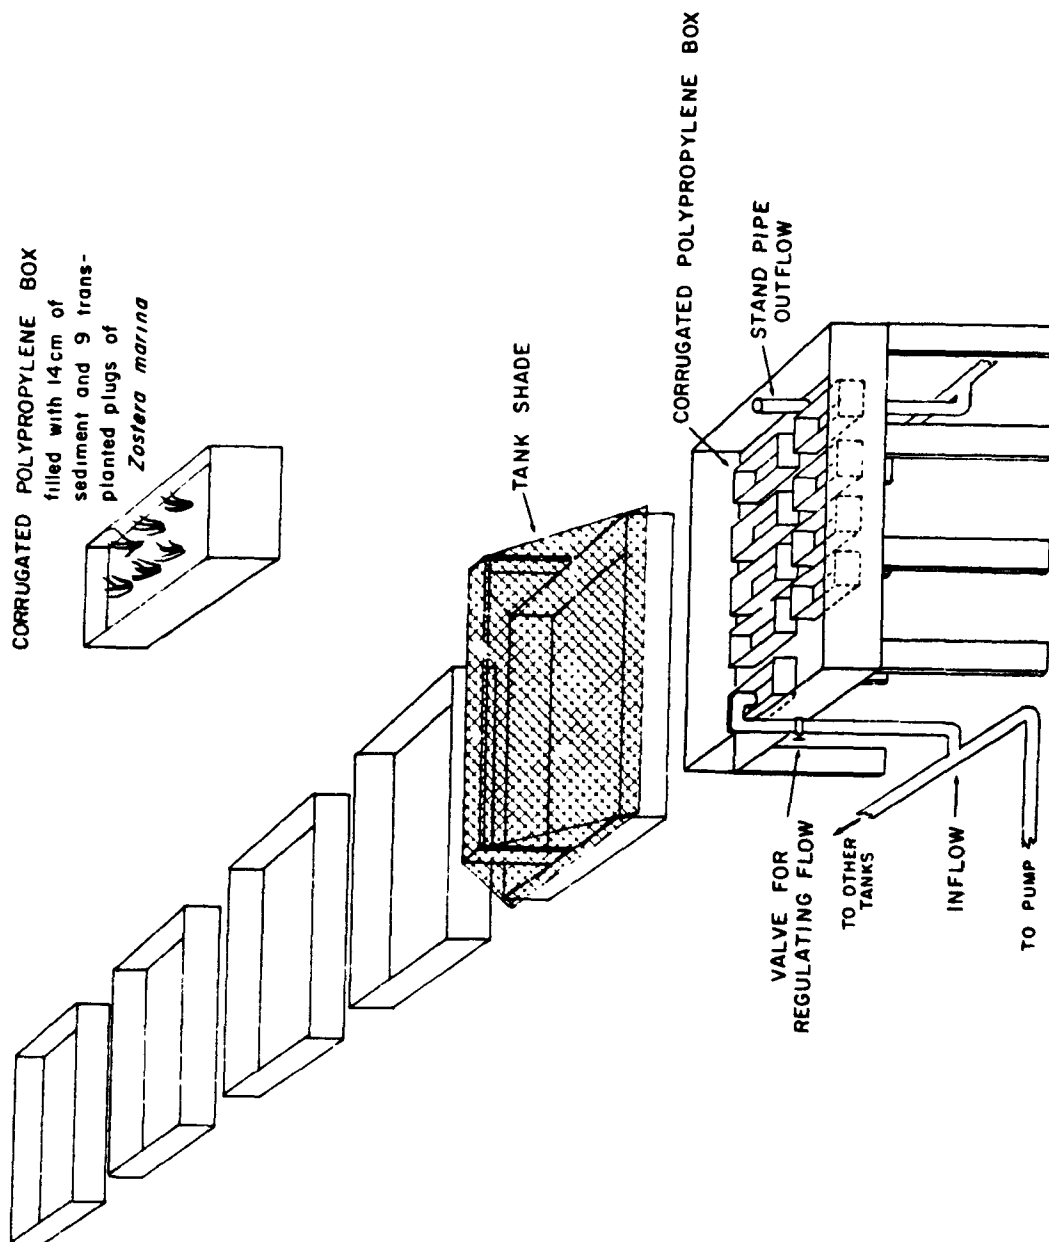 CORRUGATED POLYPROPYLENE BOX
filled with 14cm of
sediment and 9 trans-
planted plugs of
Zostera marina
TANK SHADE
CORRUGATED POLYPROPYLENE BOX
STAND PIPE
OUTFLOW
VALVE FOR
REGULATING FLOW
TO OTHER
TANKS
INFLOW
TO PUMP